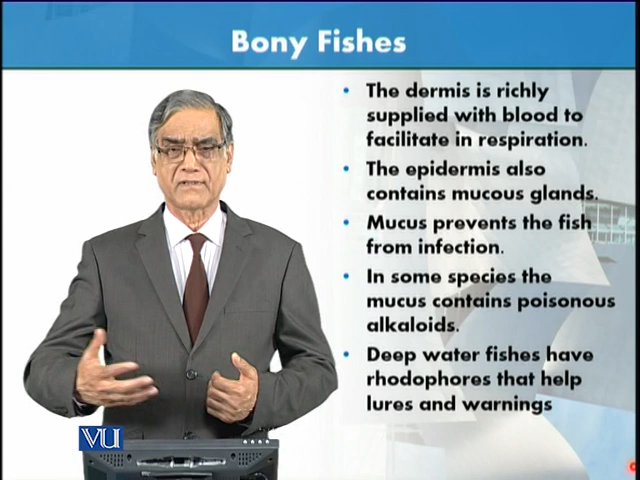 Bony Fishes
• The dermis is richly
supplied with blood to
facilitate in respiration.
• The epidermis also
contains mucous glands.
• Mucus prevents the fish
from infection.
• In some species the
mucus contains poisonous
alkaloids.
• Deep water fishes have
rhodophores that help
lures and warnings
VU